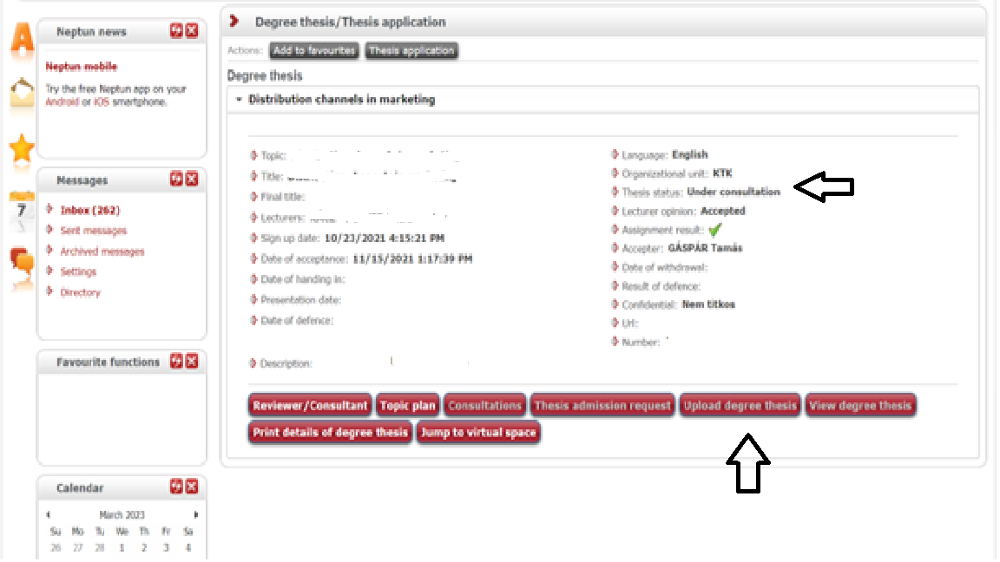 Neptun news
Neptun mobile
Try the free Neptun app on your
Android or iOS smartphone.
Messages
Inbox (262)
Sent messages
Archived messages
Settings
Directory
Favourite functions
Calendar
March 2023
Su Mo Tu We Th Fr Sa
26 27 28 1 2 3 4
7
Degree thesis/Thesis application
Actions: Add to favourites Thesis application
Degree thesis
Distribution channels in marketing
Topic:
Title:
Final title:
Lecturers:
Sign up date: 10/23/2021 4:15:21 PM
Date of acceptance: 11/15/2021 1:17:39 PM
Date of handing in:
Presentation date:
Date of defence:
Description:
Language: English
Organizational unit: KTK
Thesis status: Under consultation
Lecturer opinion: Accepted
Assignment result:
Accepter: GÁSPÁR Tamás
Date of withdrawal:
Result of defence:
Confidential: Nem titkos
Url:
Number:
Reviewer/Consultant Topic plan Consultations Thesis admission request Upload degree thesis View degree thesis
Print details of degree thesis Jump to virtual space